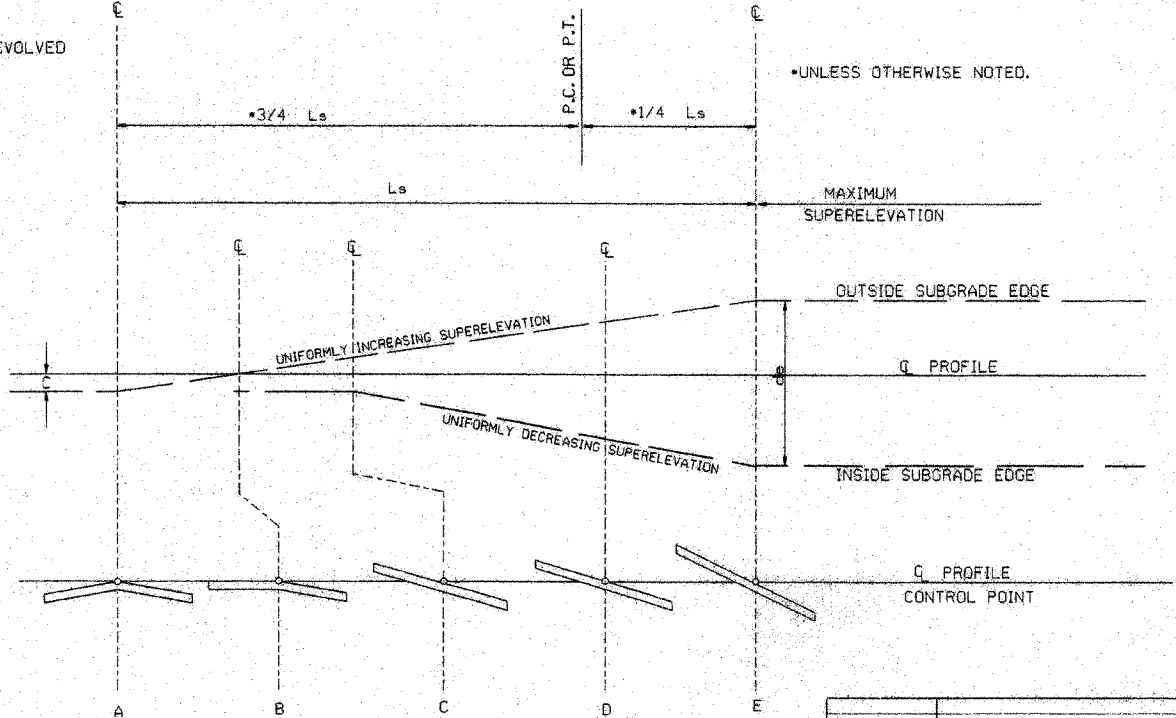 ℄
℄
EVOLVED
P.C. OR P.T.
*UNLESS OTHERWISE NOTED.
*3/4 Ls
*1/4 Ls
Ls
MAXIMUM
SUPERELEVATION
℄
℄
℄
OUTSIDE SUBGRADE EDGE
UNIFORMLY INCREASING SUPERELEVATION
C
℄ PROFILE
UNIFORMLY DECREASING SUPERELEVATION
INSIDE SUBGRADE EDGE
℄ PROFILE
CONTROL POINT
A B C D E